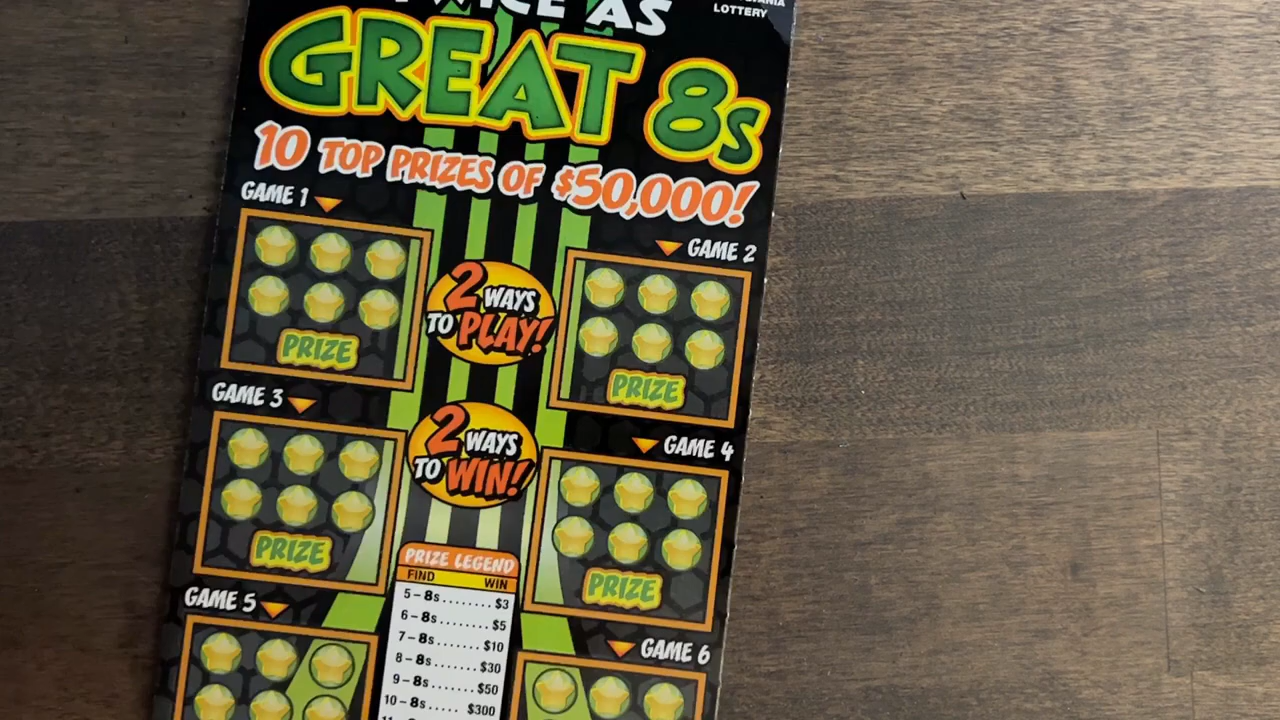 AS
LOTTERY
GREAT 8s
10 TOP PRIZES OF $50,000!
GAME 1
GAME 2
2 WAYS
TO PLAY!
PRIZE
PRIZE
GAME 3
GAME 4
2 WAYS
TO WIN!
PRIZE
PRIZE
PRIZE LEGEND
FIND WIN
5-8s........$3
6-8s........$5
7-8s.......$10
8-8s.......$30
9-8s.......$50
10-8s.....$300
GAME 5
GAME 6